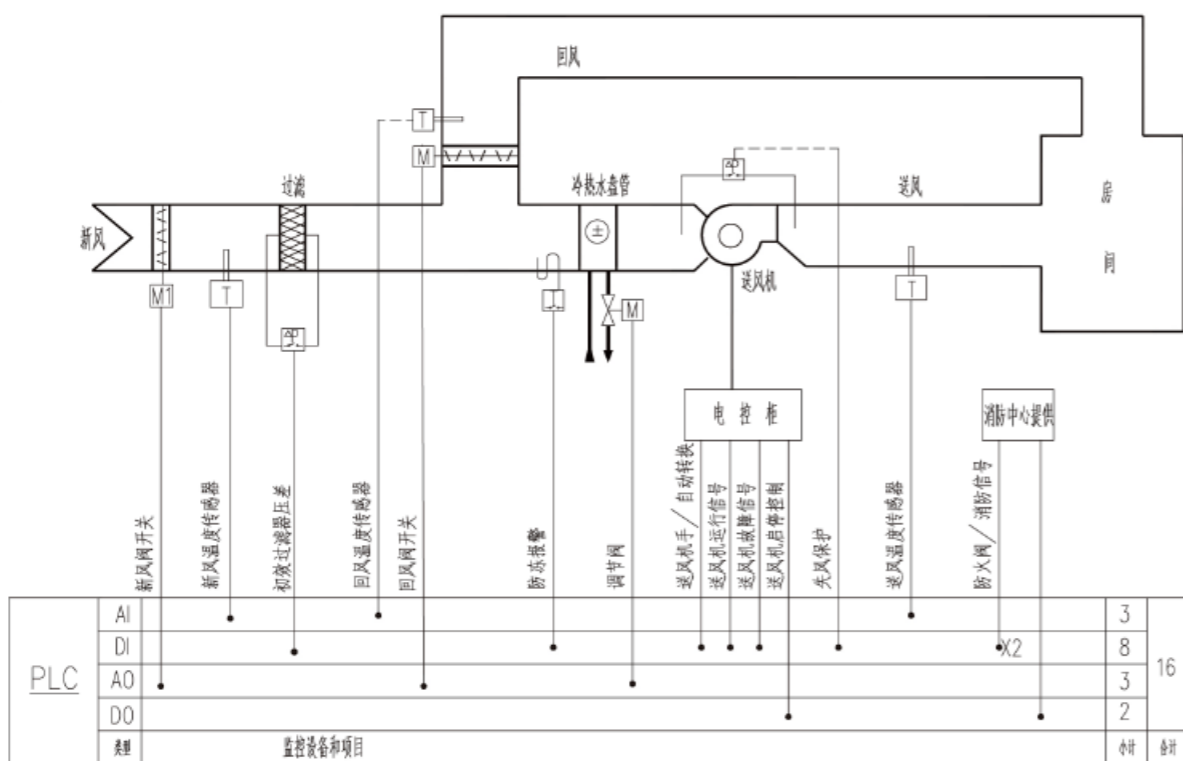 回风
T
M
过滤
冷热水盘管
送风
房间
新风
±
M1
T
ΔP
ΔP
T
M
T
送风机
电控柜
消防中心提供
新风阀开关
新风温度传感器
初效过滤器压差
回风温度传感器
回风阀开关
防冻报警
调节阀
送风机手/自动转换
送风机运行信号
送风机故障信号
送风机启停控制
失风保护
送风温度传感器
防火阀/消防信号
PLC
AI 3
DI X2 8
AO 3
DO 2
16
类型 监控设备和项目 小计 合计